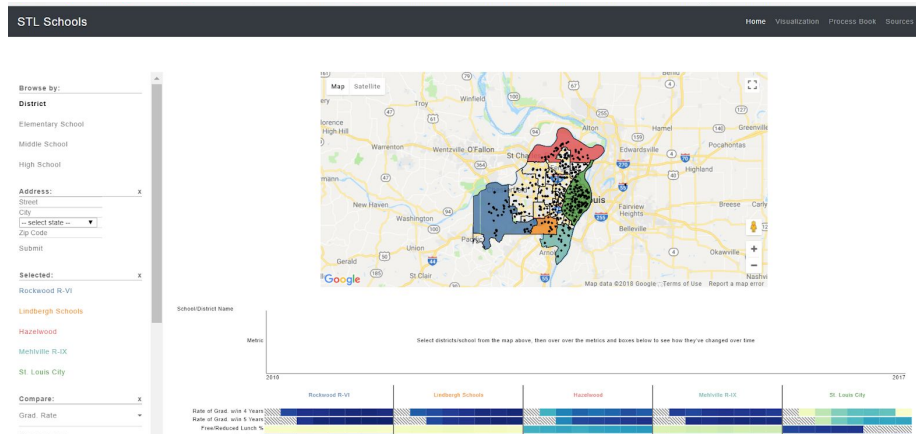 STL Schools
Home Visualization Process Book Sources
Browse by:
District
Elementary School
Middle School
High School
Address: x
Street
City
-- select state --
Zip Code
Submit
Selected: x
Rockwood R-VI
Lindbergh Schools
Hazelwood
Mehlville R-IX
St. Louis City
Compare: x
Grad. Rate
Map Satellite
Winfield
Troy
Alton
Hamel
Greenville
High Hill
Warrenton
Wentzville
O'Fallon
St Cha
Edwardsville
Pocahontas
Highland
New Haven
Washington
Fairview
Heights
Breese
Belleville
Union
Gerald
St Clair
Okawville
Google
Map data ©2018 Google Terms of Use Report a map error
School/District Name
Metric
Select districts/school from the map above, then over over the metrics and boxes below to see how they've changed over time
2010 2017
Rockwood R-VI Lindbergh Schools Hazelwood Mehlville R-IX St. Louis City
Rate of Grad. w/in 4 Years
Rate of Grad. w/in 5 Years
Free/Reduced Lunch %